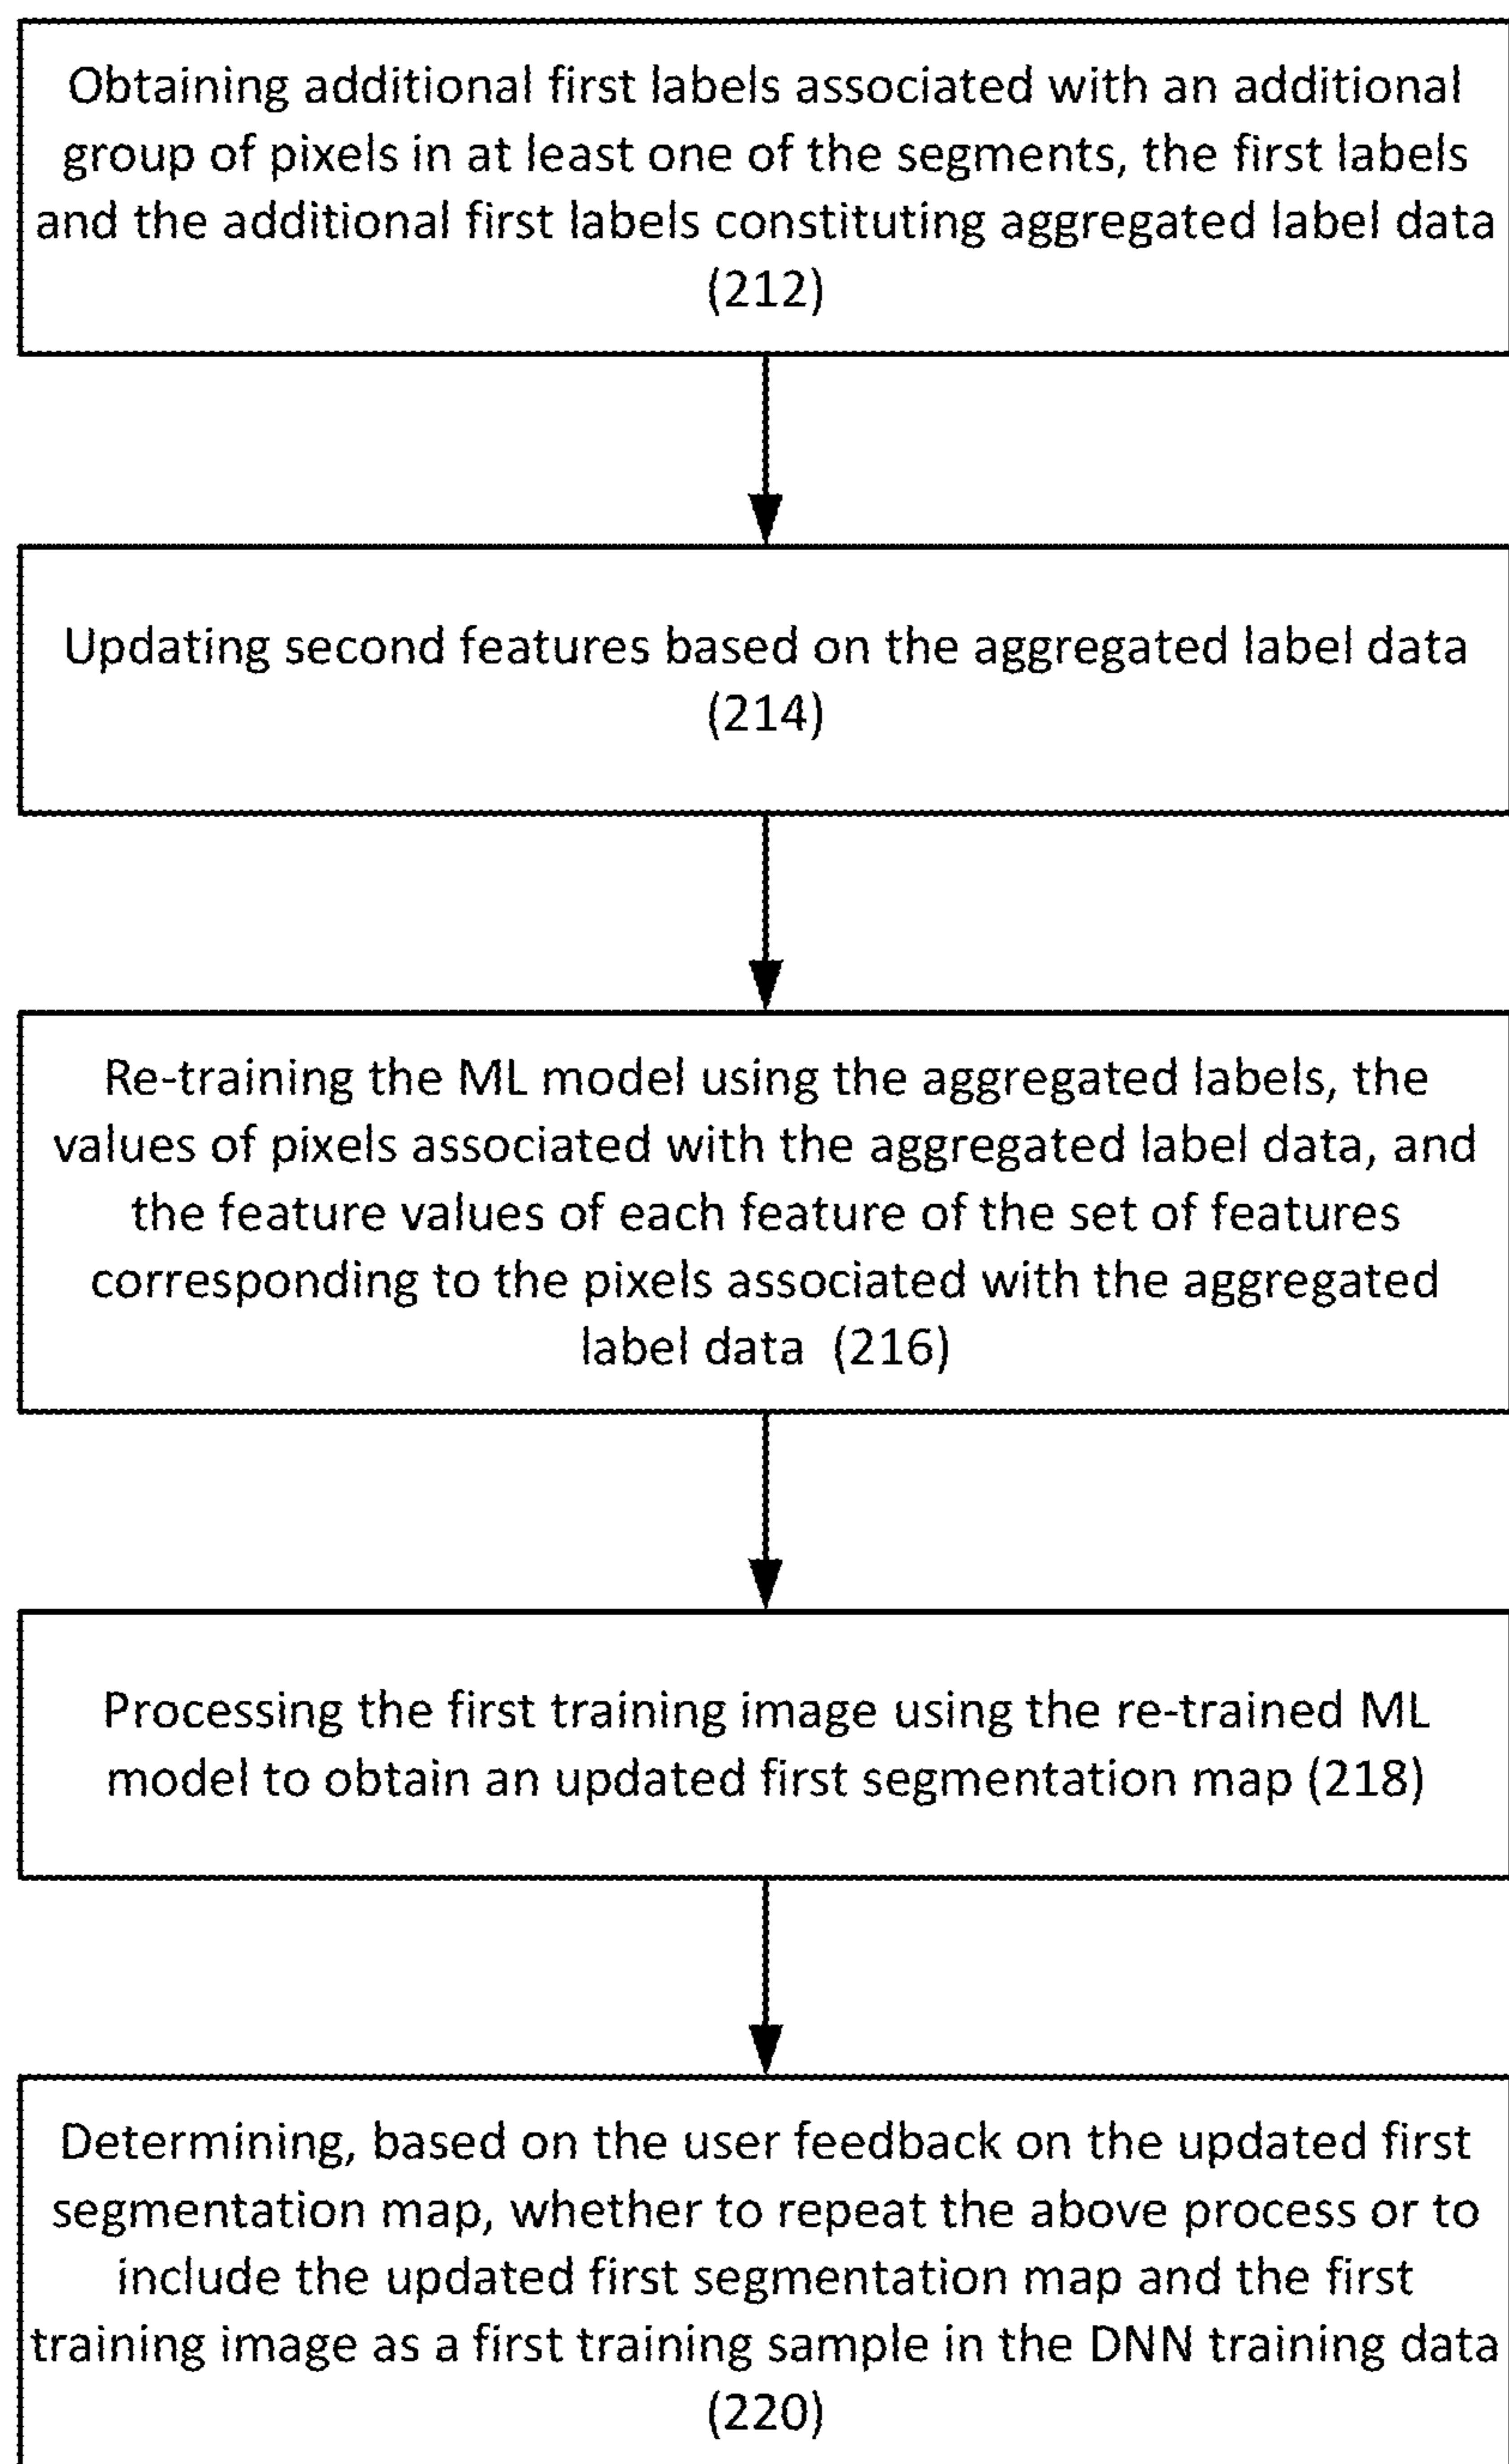 Obtaining additional first labels associated with an additional
group of pixels in at least one of the segments, the first labels
and the additional first labels constituting aggregated label data
(212)
Updating second features based on the aggregated label data
(214)
Re-training the ML model using the aggregated labels, the
values of pixels associated with the aggregated label data, and
the feature values of each feature of the set of features
corresponding to the pixels associated with the aggregated
label data (216)
Processing the first training image using the re-trained ML
model to obtain an updated first segmentation map (218)
Determining, based on the user feedback on the updated first
segmentation map, whether to repeat the above process or to
include the updated first segmentation map and the first
training image as a first training sample in the DNN training data
(220)